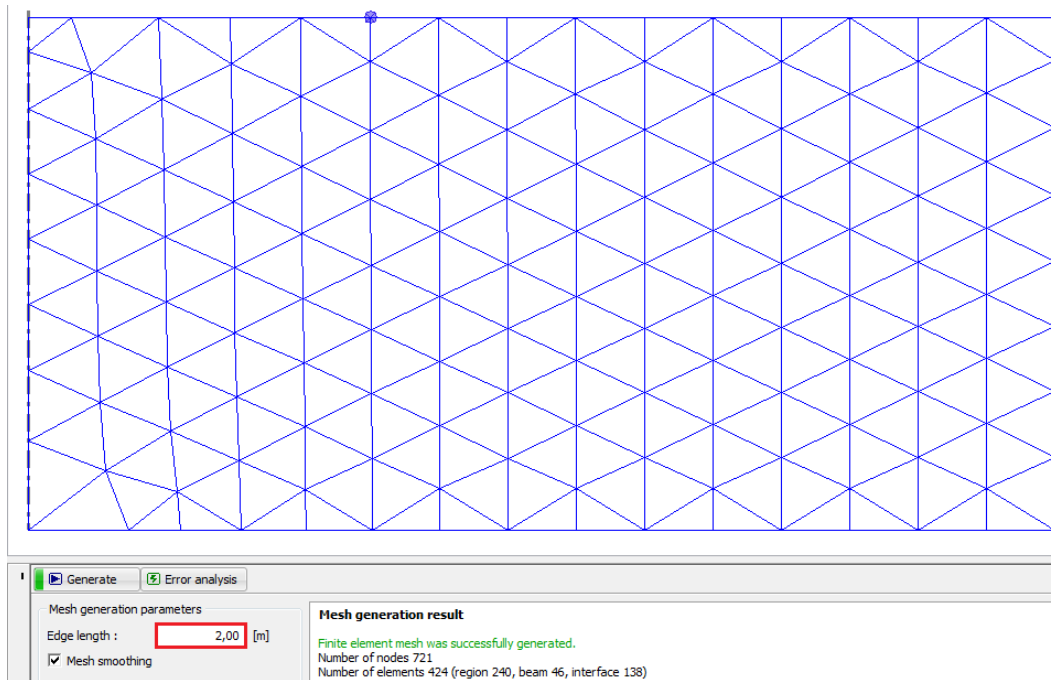 Generate Error analysis
Mesh generation parameters
Edge length : 2,00 [m]
Mesh smoothing
Mesh generation result
Finite element mesh was successfully generated.
Number of nodes 721
Number of elements 424 (region 240, beam 46, interface 138)